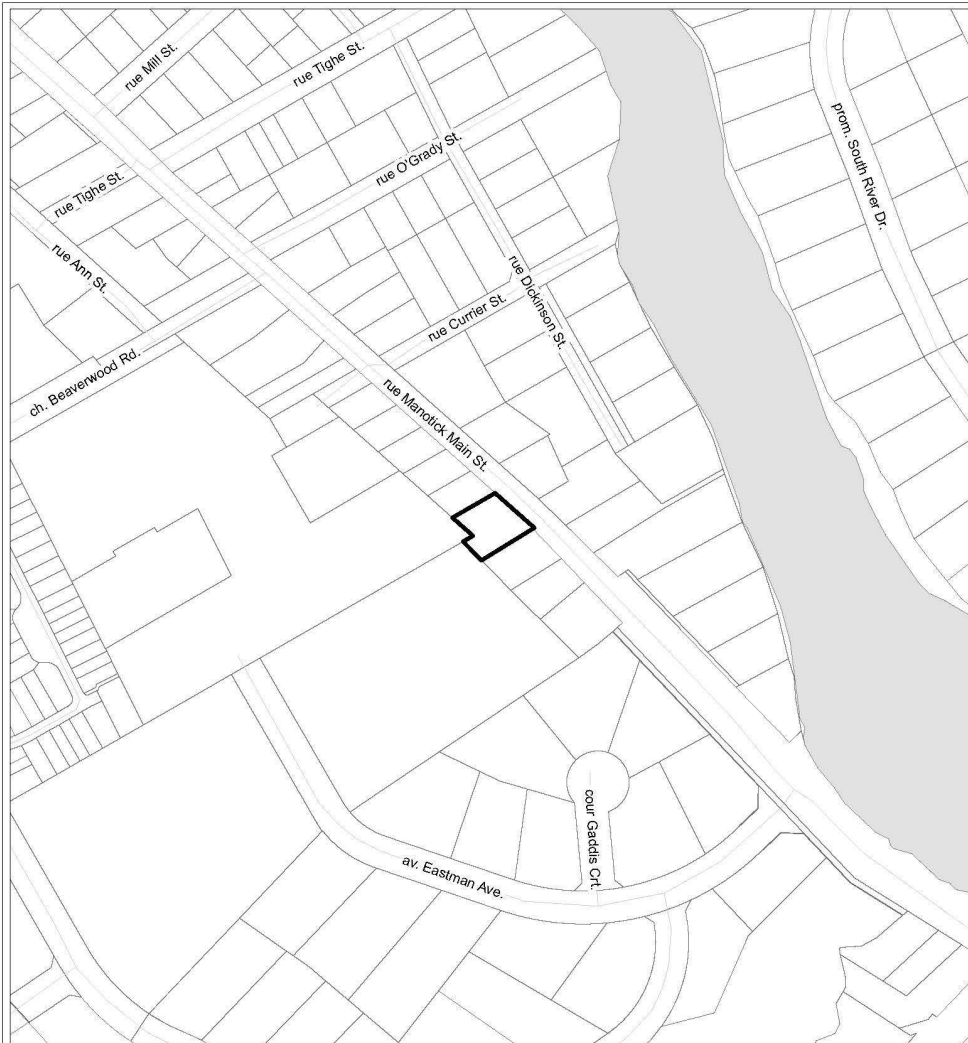 rue Mill St.
rue Tighe St.
prom. South River Dr.
rue O'Grady St.
rue Tighe St.
rue Ann St.
rue Dickinson St.
rue Currier St.
ch. Beaverwood Rd.
rue Manotick Main St.
cour Gaddis Crt.
av. Eastman Ave.